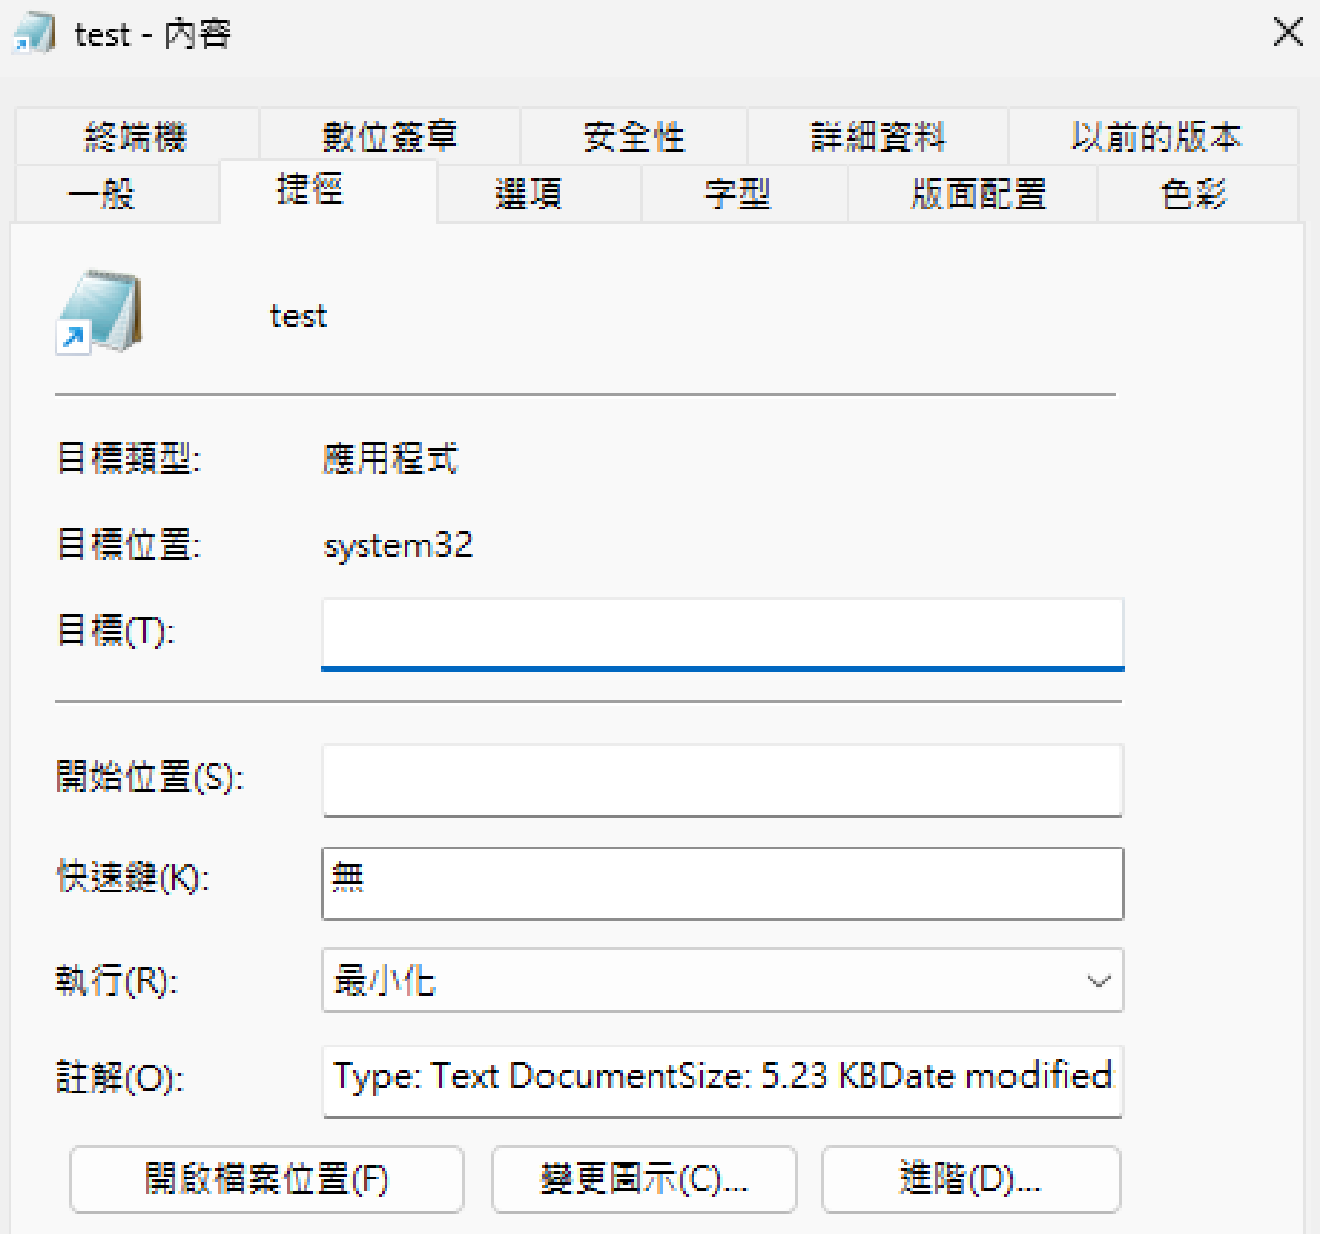 test - 內容
終端機 數位簽章 安全性 詳細資料 以前的版本
一般 捷徑 選項 字型 版面配置 色彩
test
目標類型: 應用程式
目標位置: system32
目標(T):
開始位置(S):
快速鍵(K): 無
執行(R): 最小化
註解(O): Type: Text DocumentSize: 5.23 KBDate modified:
開啟檔案位置(F) 變更圖示(C)... 進階(D)...